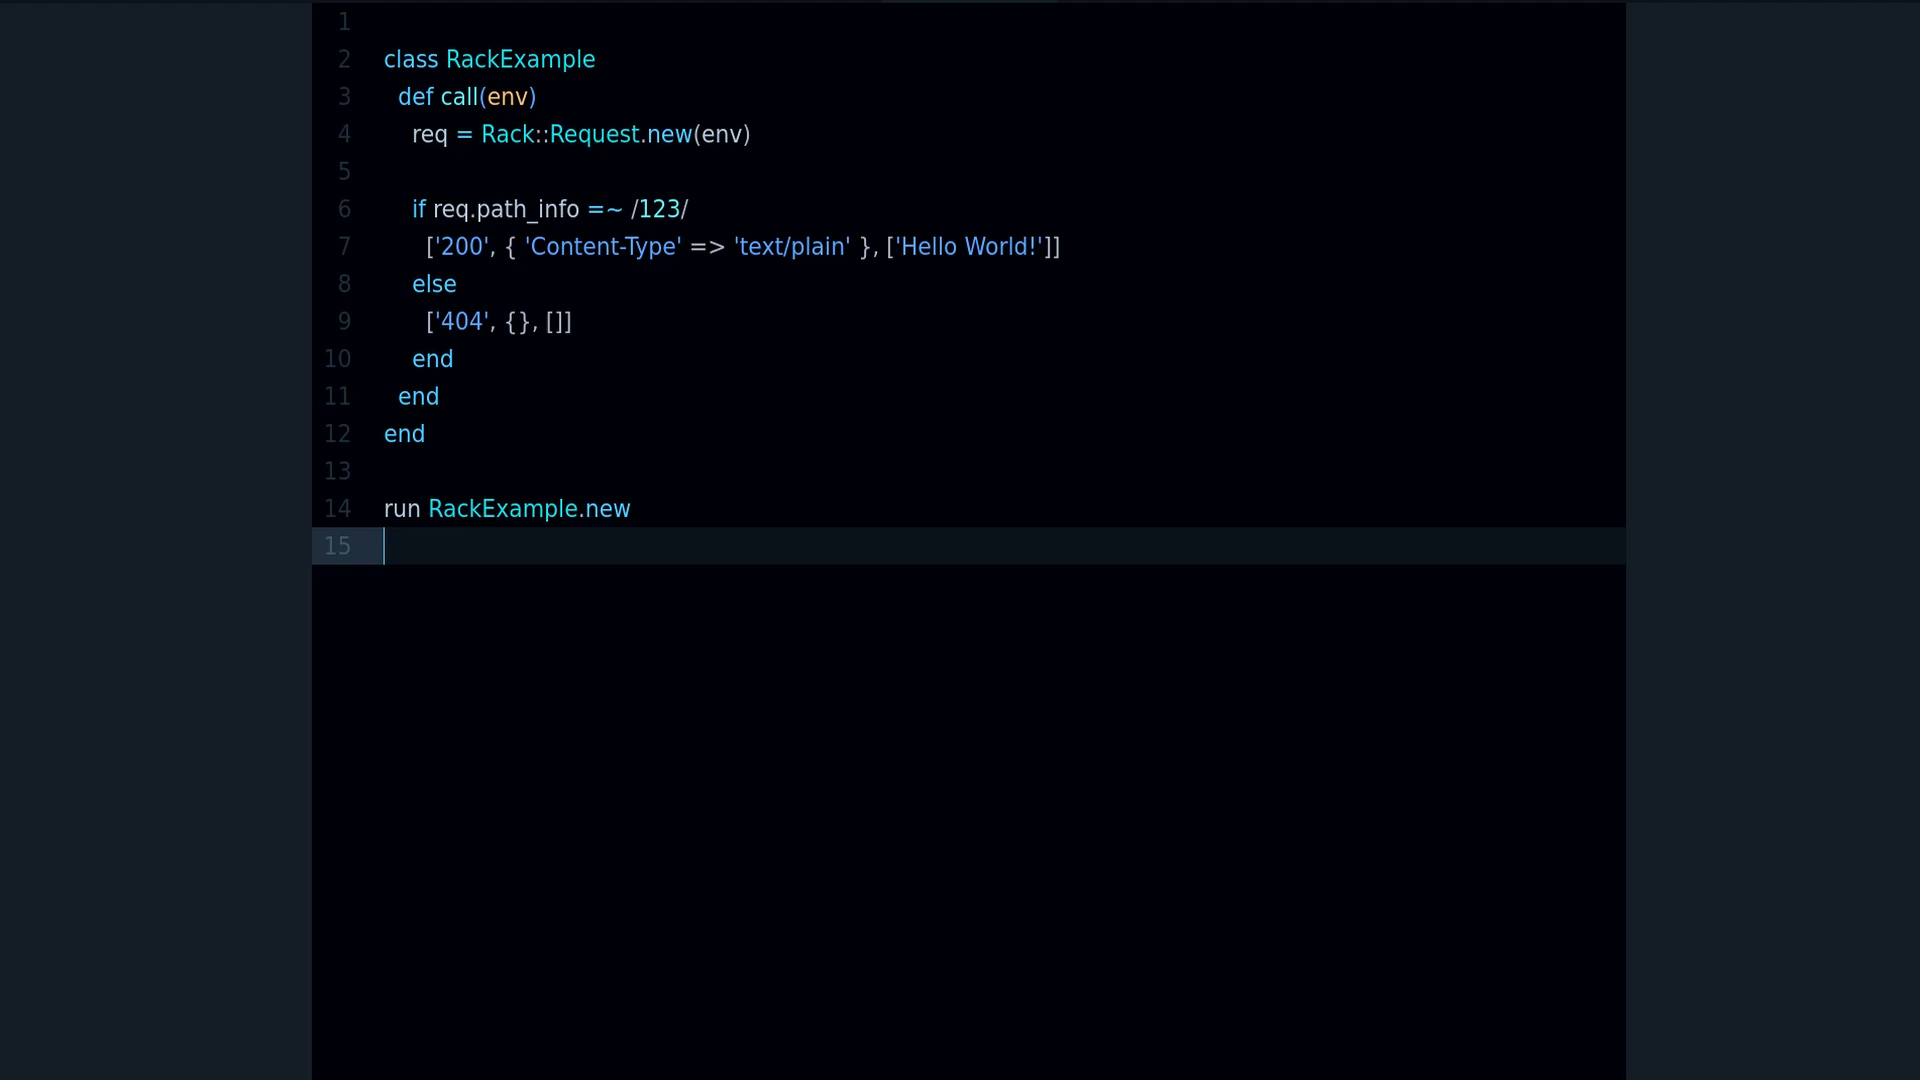 1
2 class RackExample
3   def call(env)
4     req = Rack::Request.new(env)
5
6     if req.path_info =~ /123/
7       ['200', { 'Content-Type' => 'text/plain' }, ['Hello World!']]
8     else
9       ['404', {}, []]
10     end
11   end
12 end
13
14 run RackExample.new
15